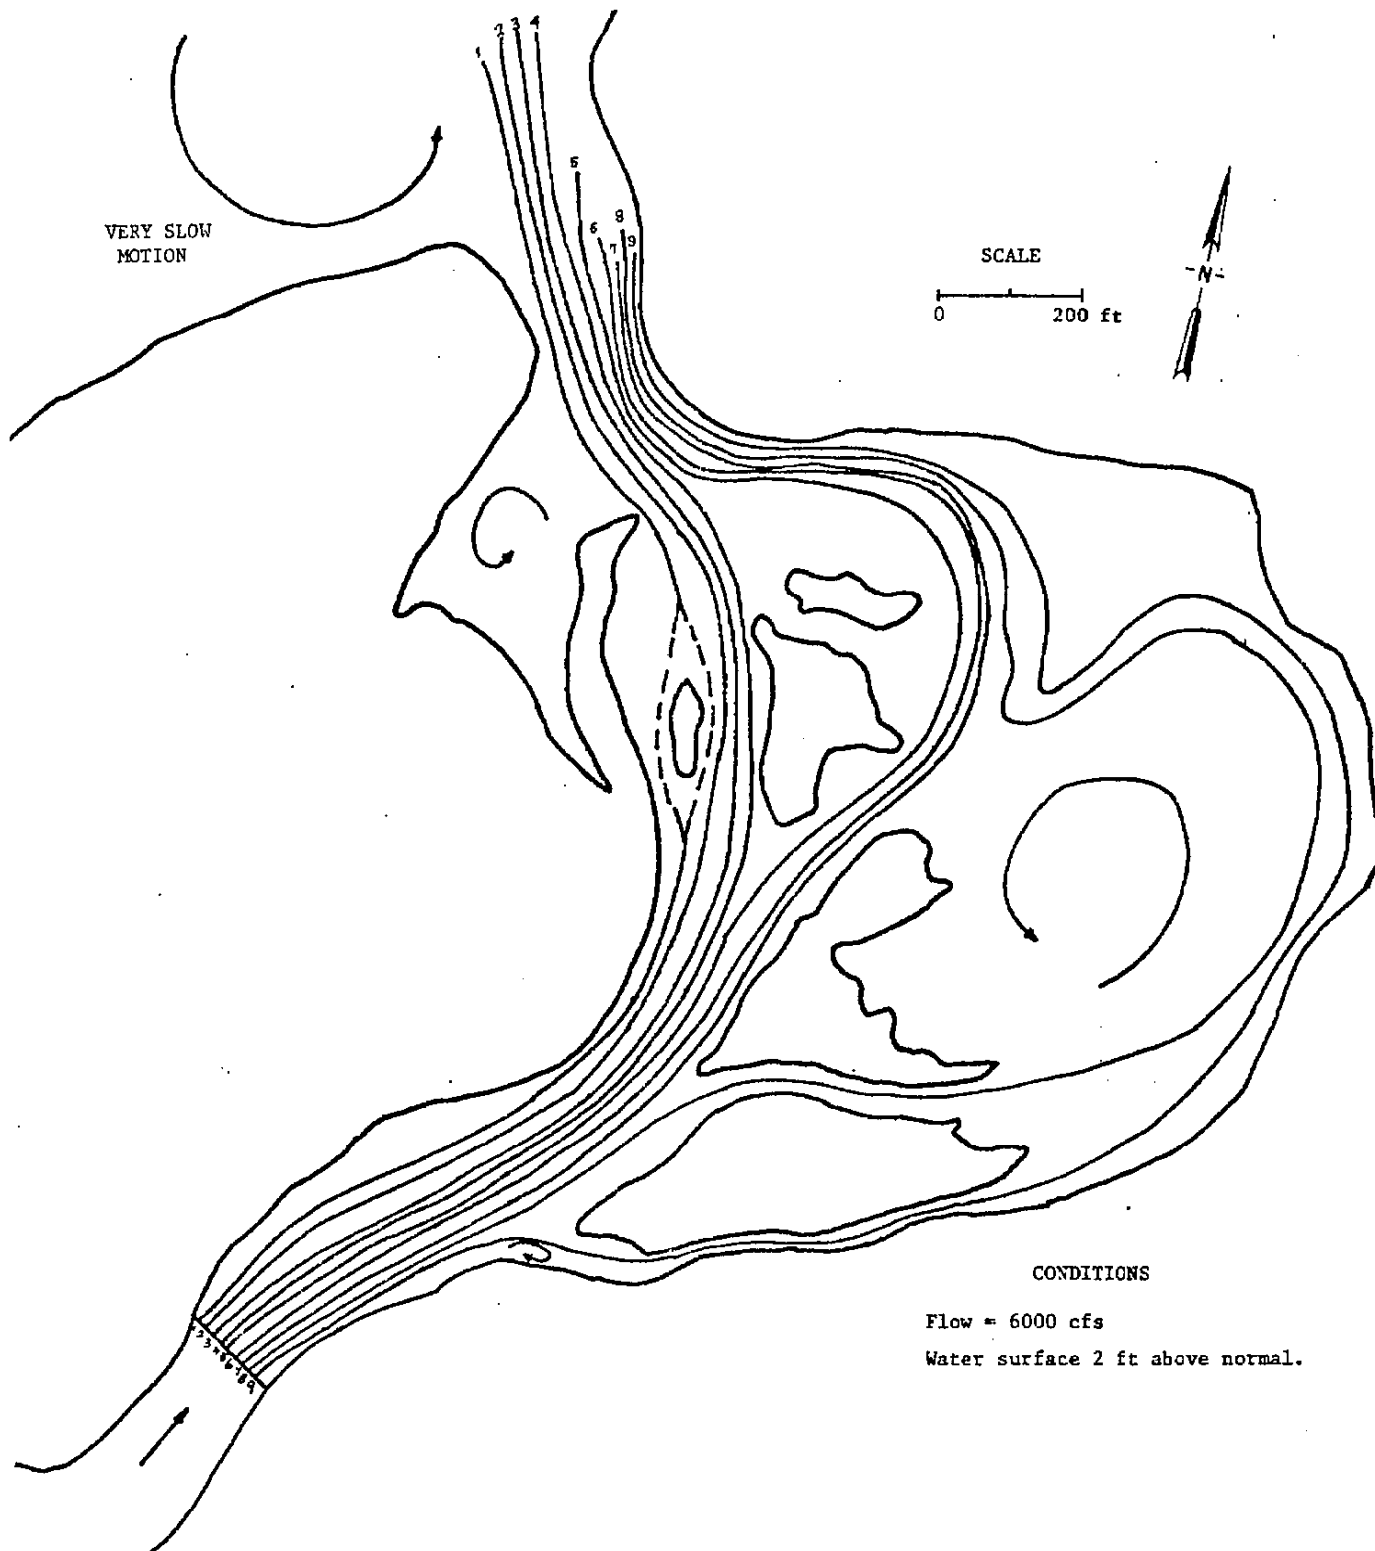 1 2 3 4
5
6 7 8 9
VERY SLOW
MOTION
SCALE
0 200 ft
-N-
CONDITIONS
Flow = 6000 cfs
Water surface 2 ft above normal.